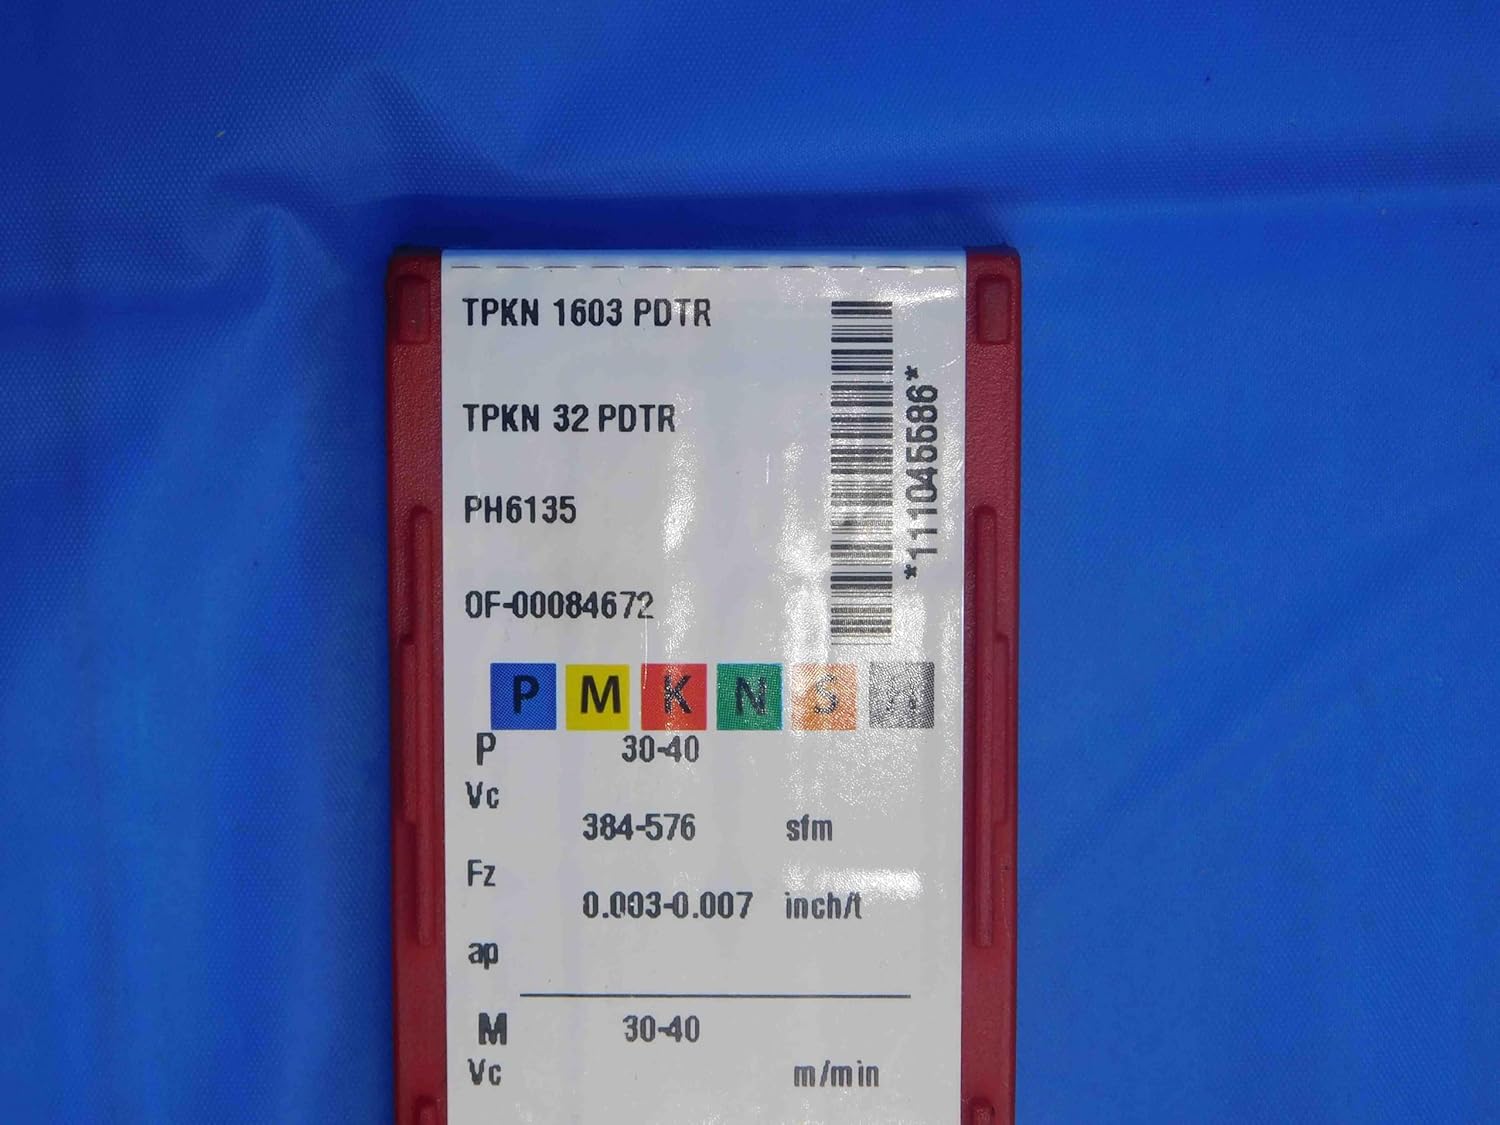 TPKN 1603 PDTR
TPKN 32 PDTR
PH6135
OF-00084672
*111045586*
P M K N S H
P 30-40
Vc
384-576 sfm
Fz
0.003-0.007 inch/t
ap
M 30-40
Vc m/min